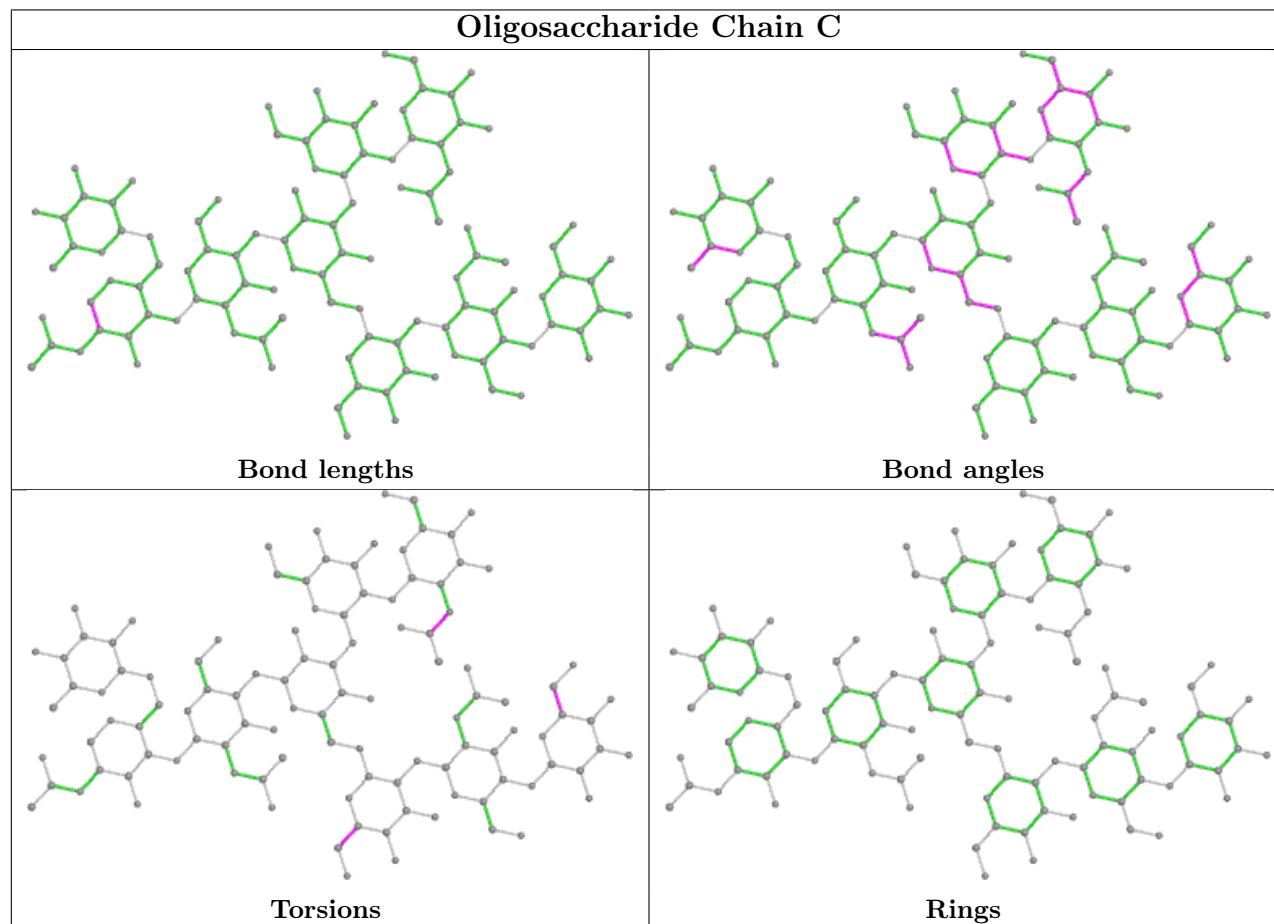 Oligosaccharide Chain C
Bond lengths
Bond angles
Torsions
Rings